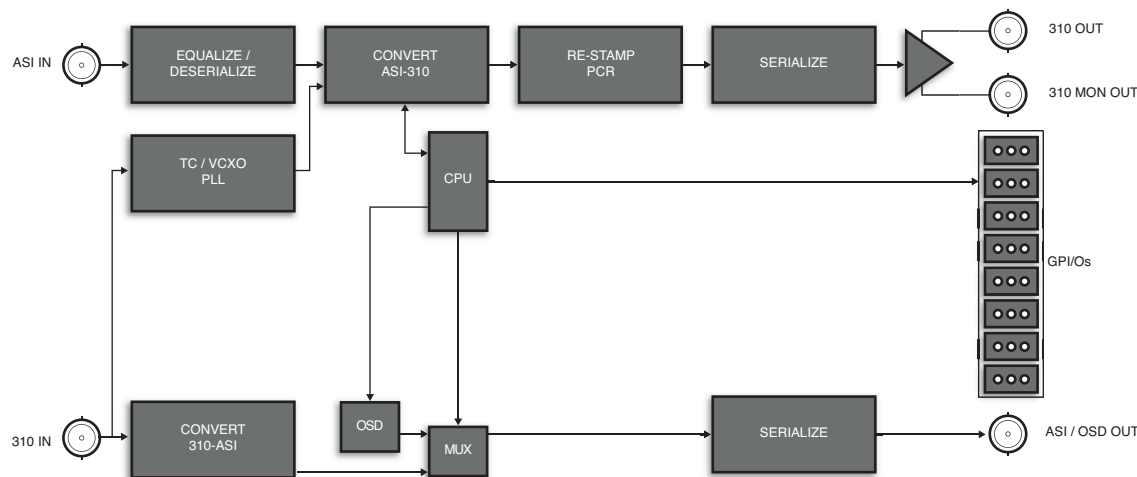 310 OUT
ASI IN
EQUALIZE /
DESERIALIZE
CONVERT
ASI-310
RE-STAMP
PCR
SERIALIZE
310 MON OUT
TC / VCXO
PLL
CPU
GPI/Os
310 IN
CONVERT
310-ASI
OSD
MUX
SERIALIZE
ASI / OSD OUT